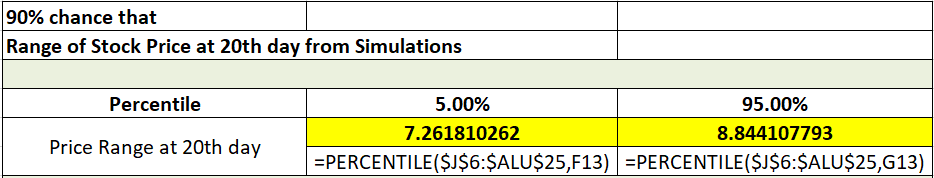 90% chance that
Range of Stock Price at 20th day from Simulations
Percentile 5.00% 95.00%
Price Range at 20th day 7.261810262 8.844107793
=PERCENTILE($J$6:$ALU$25,F13) =PERCENTILE($J$6:$ALU$25,G13)